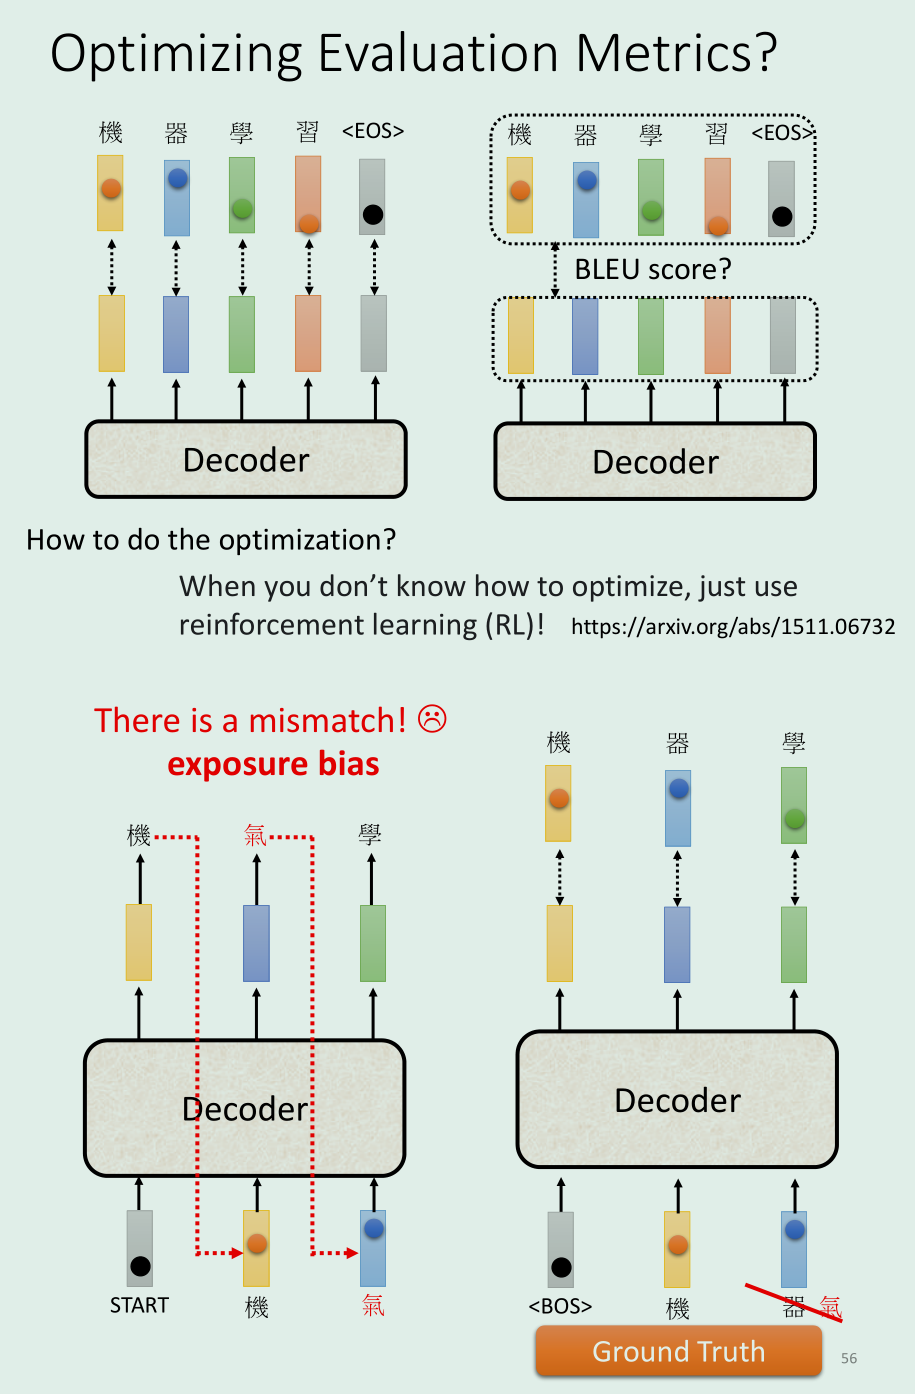 Optimizing Evaluation Metrics?
機 器 學 習 <EOS>
機 器 學 習 <EOS>
BLEU score?
Decoder
Decoder
How to do the optimization?
When you don’t know how to optimize, just use
reinforcement learning (RL)! https://arxiv.org/abs/1511.06732
There is a mismatch! ☹
exposure bias
機 氣 學
Decoder
START 機 氣
機 器 學
Decoder
<BOS> 機 器 氣
Ground Truth
56